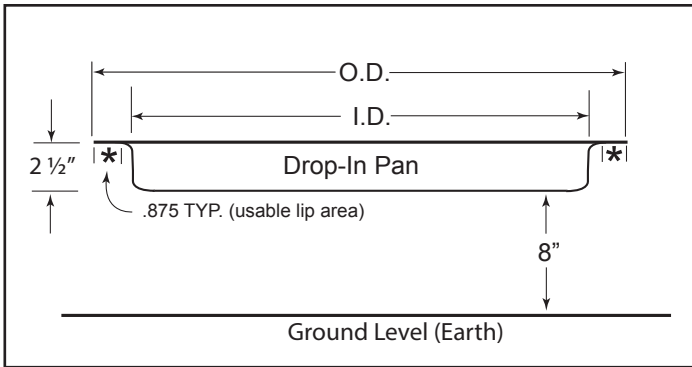 O.D.
I.D.
2 ½”
*
Drop-In Pan
*
.875 TYP. (usable lip area)
8”
Ground Level (Earth)